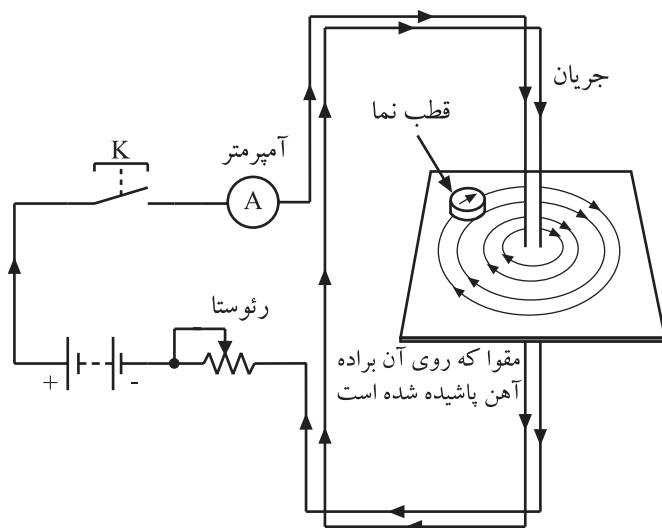 جریان
قطب نما
آمپرمتر
K
A
رئوستا
+
-
مقوا که روی آن براده
آهن پاشیده شده است